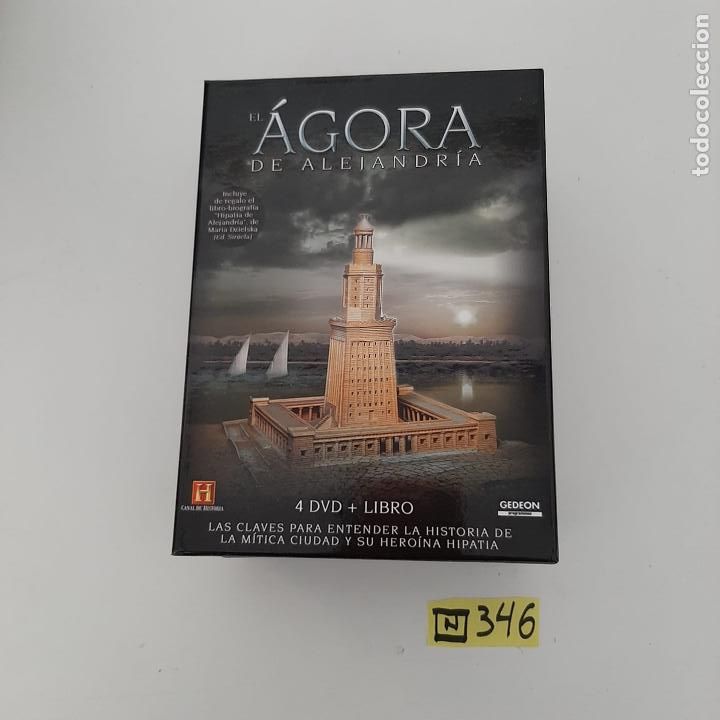 EL ÁGORA
DE ALEJANDRÍA
Incluye
de regalo el
libro-biografía
"Hipatia de
Alejandría", de
Maria Dzielska
(Ed. Siruela)
H
CANAL DE HISTORIA
4 DVD + LIBRO
GEDEON
programmes
LAS CLAVES PARA ENTENDER LA HISTORIA DE
LA MÍTICA CIUDAD Y SU HEROÍNA HIPATIA
N 346
todocoleccion